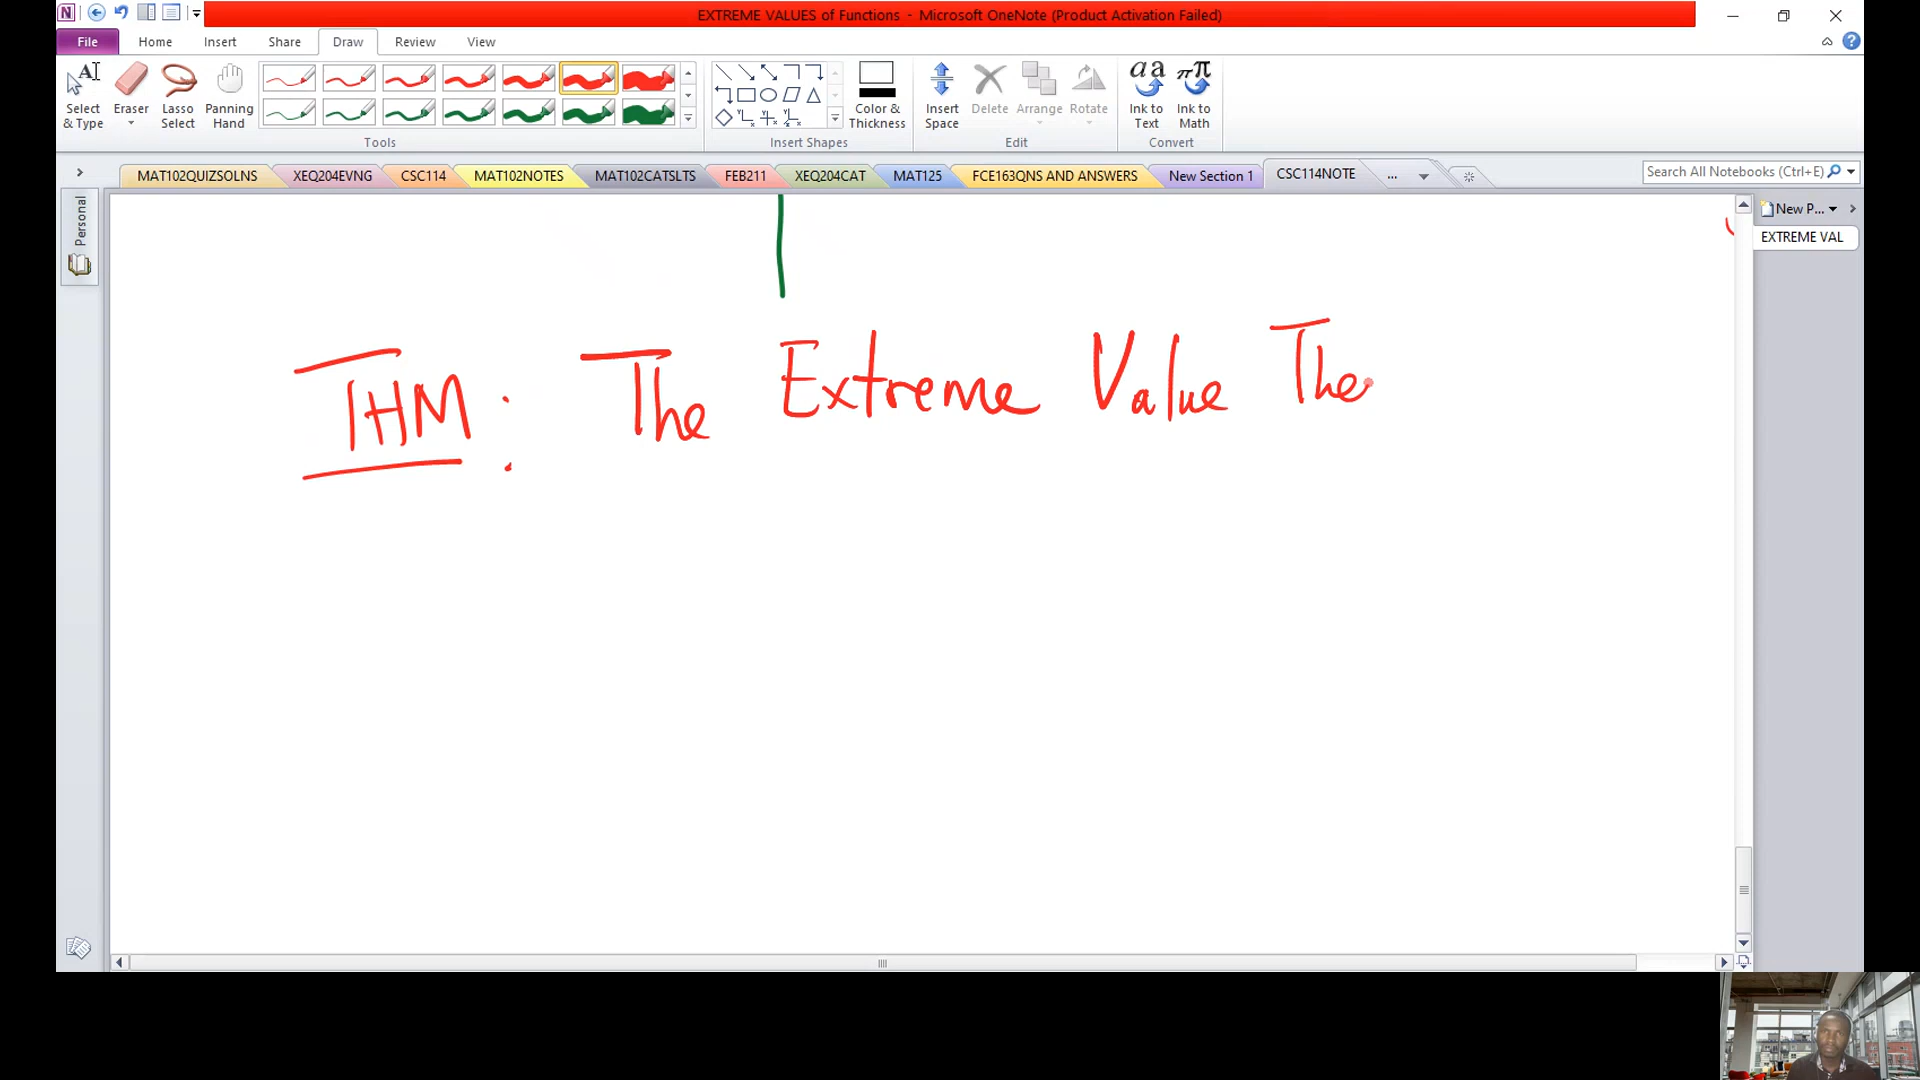 EXTREME VALUES of Functions - Microsoft OneNote (Product Activation Failed)
File Home Insert Share Draw Review View
Select & Type Eraser Lasso Select Panning Hand Color & Thickness Insert Space Delete Arrange Rotate Ink to Text Ink to Math
Tools Insert Shapes Edit Convert
MAT102QUIZSOLNS XEQ204EVNG CSC114 MAT102NOTES MAT102CATSLTS FEB211 XEQ204CAT MAT125 FCE163QNS AND ANSWERS New Section 1 CSC114NOTE ... Search All Notebooks (Ctrl+E)
Personal
New P...
EXTREME VAL
THM : The Extreme Value The